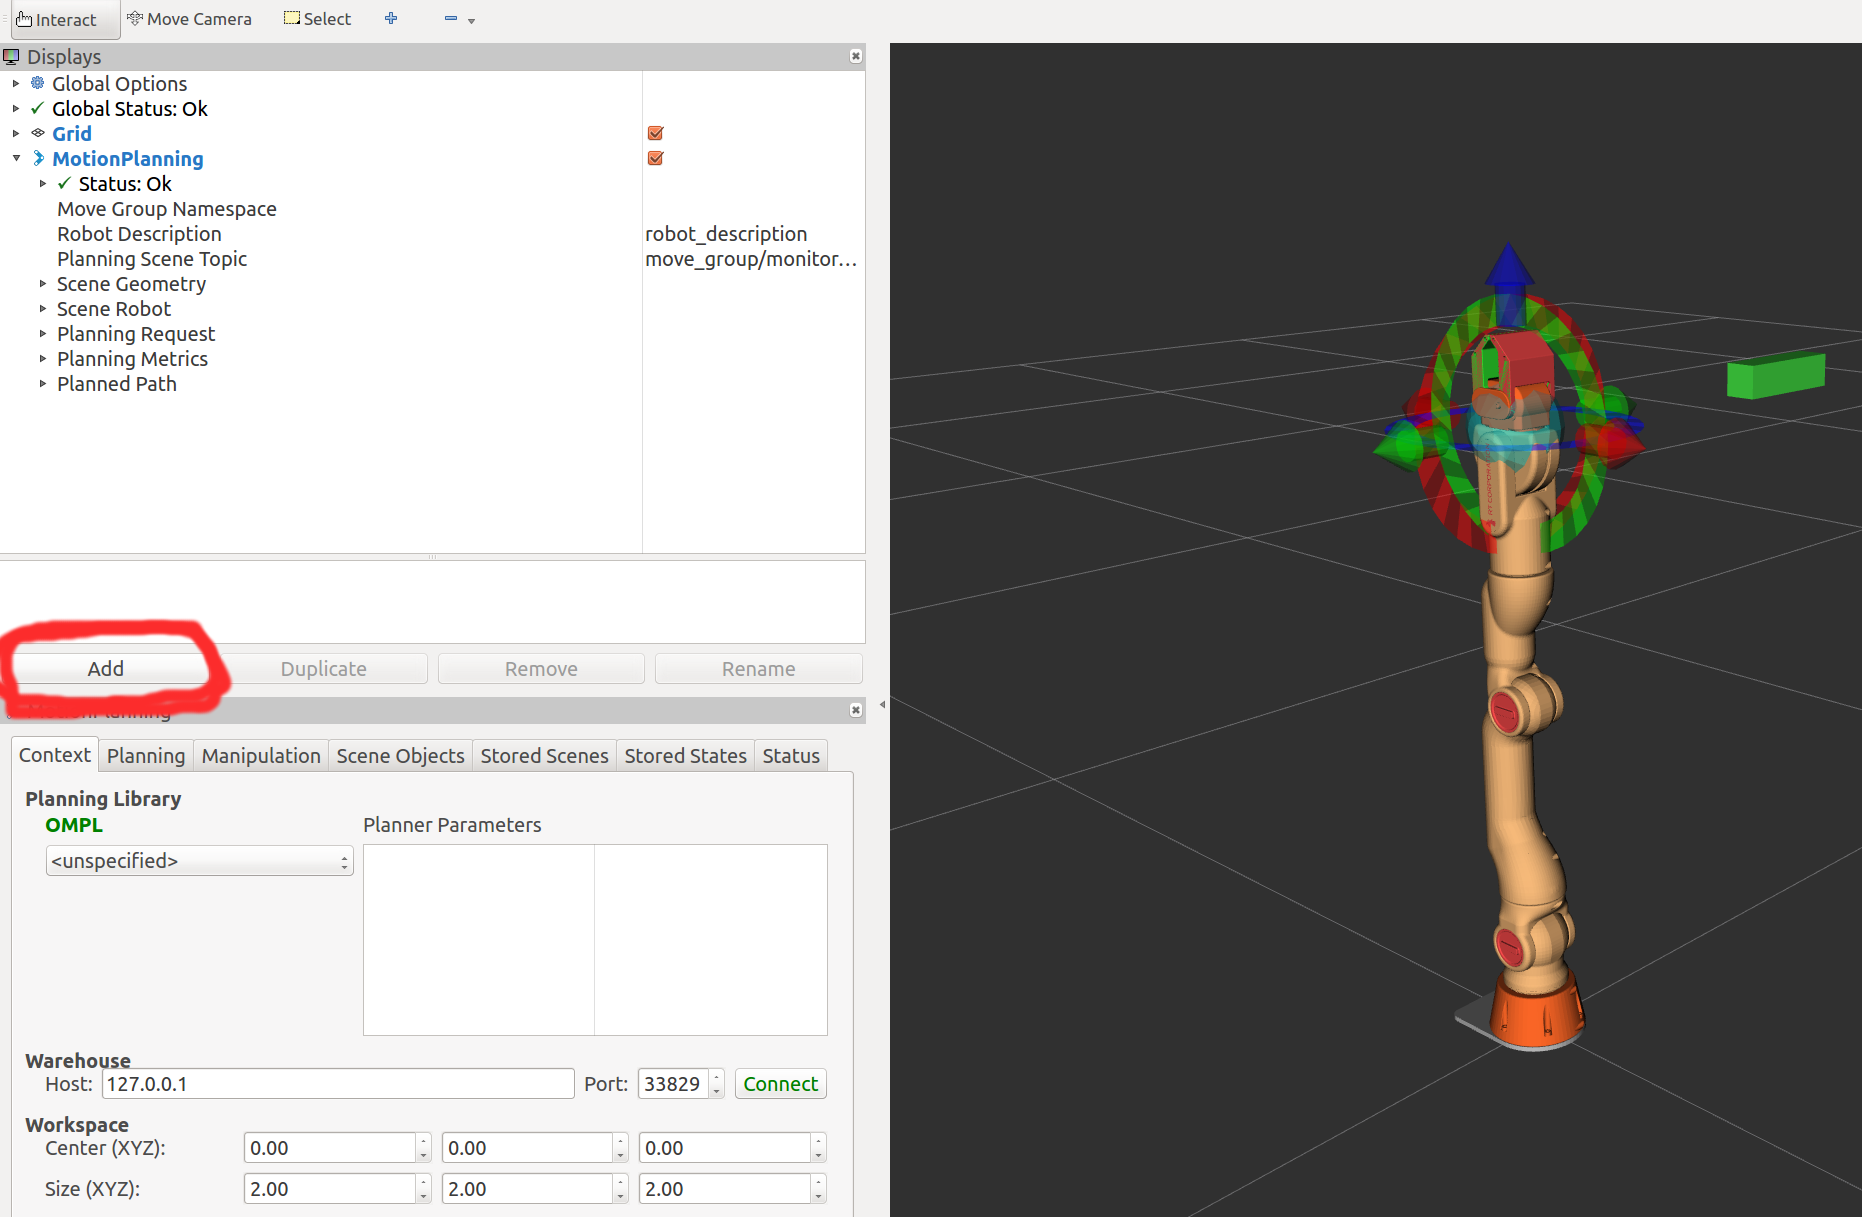 Interact Move Camera Select
Displays
Global Options
Global Status: Ok
Grid
MotionPlanning
Status: Ok
Move Group Namespace
Robot Description robot_description
Planning Scene Topic move_group/monitor...
Scene Geometry
Scene Robot
Planning Request
Planning Metrics
Planned Path
Add Duplicate Remove Rename
MotionPlanning
Context Planning Manipulation Scene Objects Stored Scenes Stored States Status
Planning Library
OMPL Planner Parameters
<unspecified>
Warehouse
Host: 127.0.0.1 Port: 33829 Connect
Workspace
Center (XYZ): 0.00 0.00 0.00
Size (XYZ): 2.00 2.00 2.00